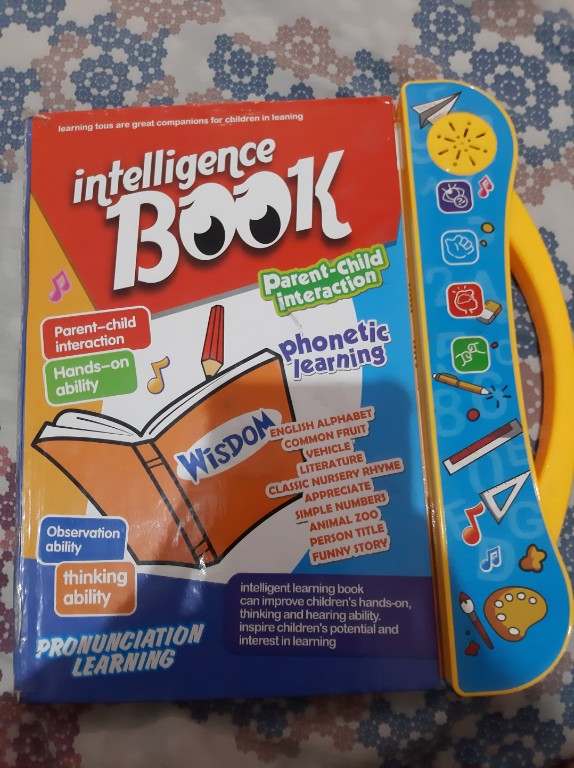 learning tous are great companions for children in leaning
intelligence
BOOK
Parent-Child
interaction
Parent-child
interaction
Hands-on
ability
phonetic
learning
WISDOM
ENGLISH ALPHABET
COMMON FRUIT
VEHICLE
LITERATURE
CLASSIC NURSERY RHYME
APPRECIATE
SIMPLE NUMBERS
ANIMAL ZOO
PERSON TITLE
FUNNY STORY
Observation
ability
thinking
ability
intelligent learning book
can improve children's hands-on,
thinking and hearing ability.
inspire children's potential and
interest in learning
PRONUNCIATION
LEARNING